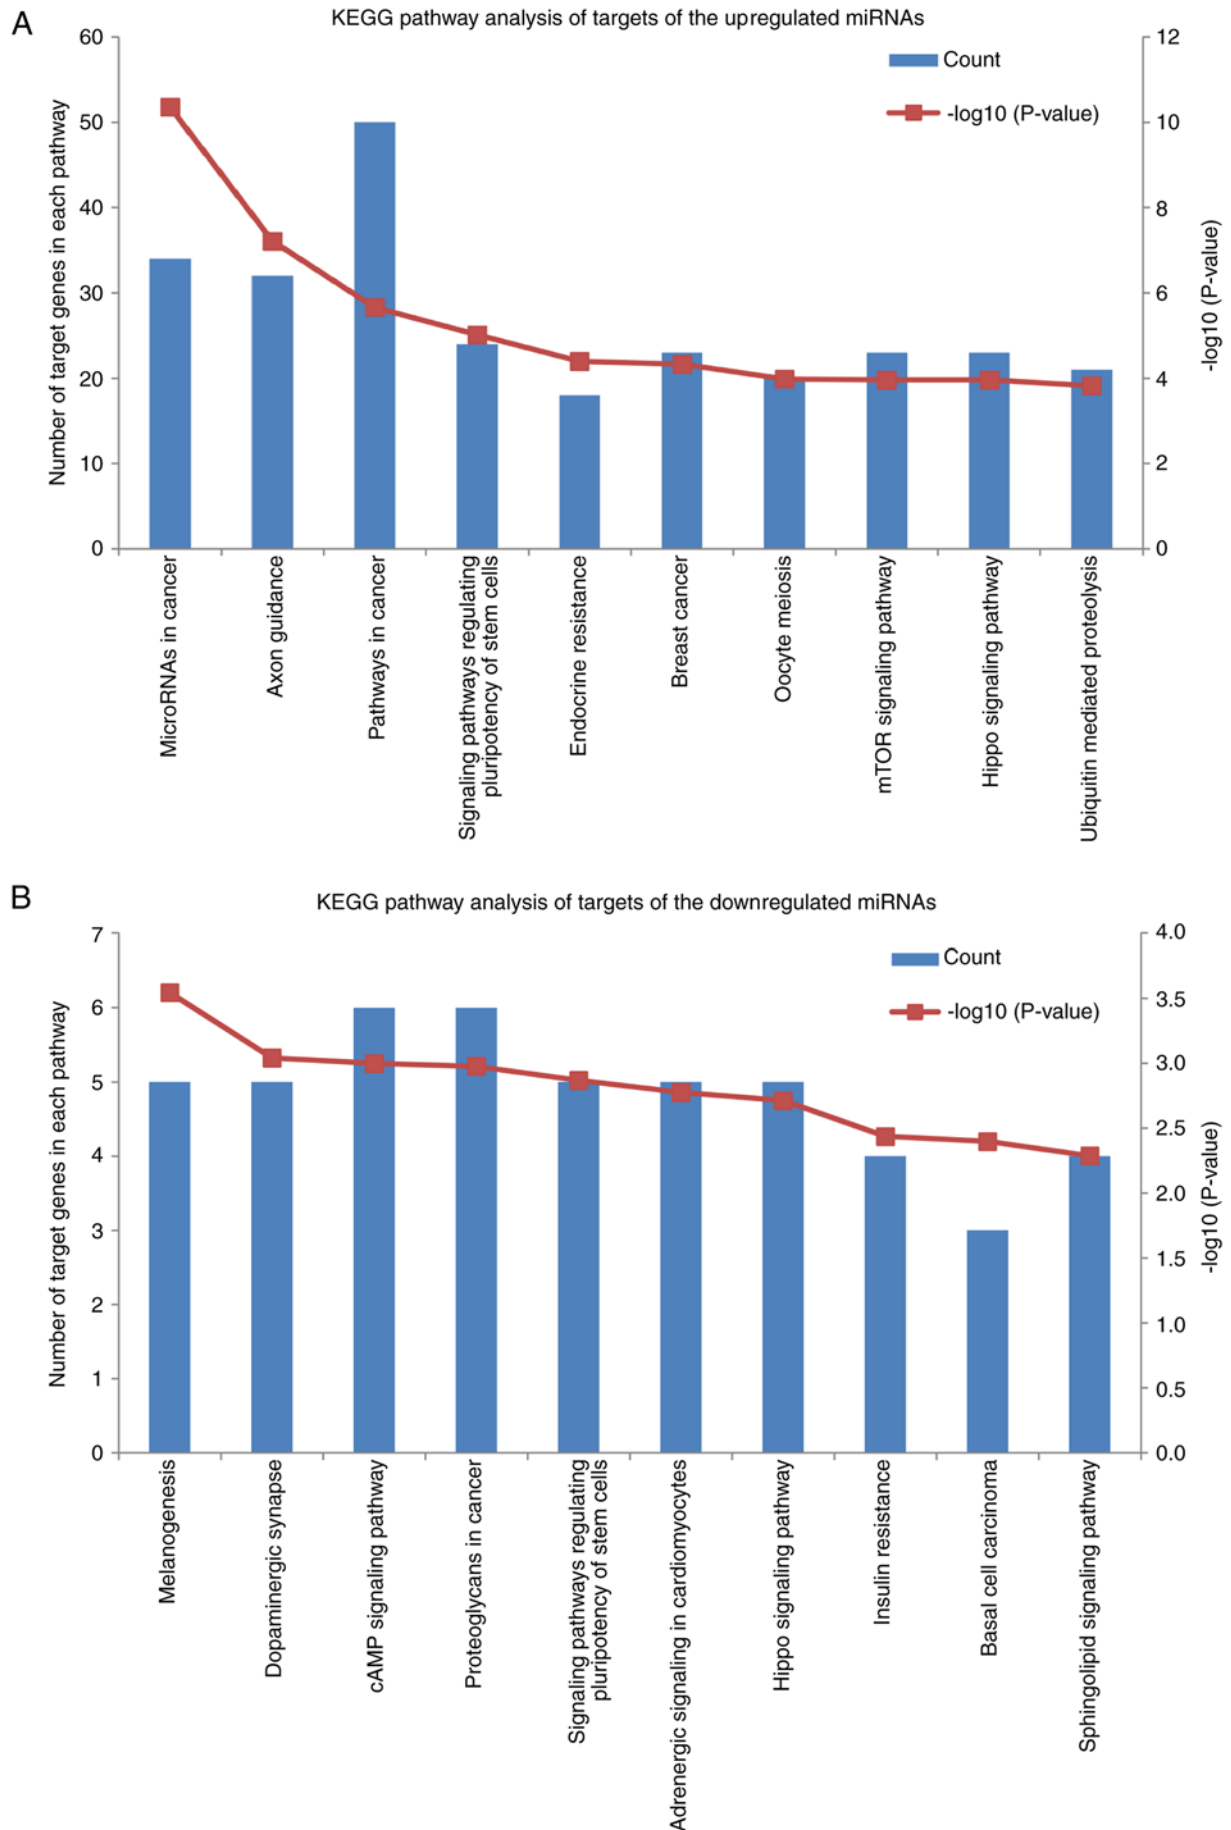 A
KEGG pathway analysis of targets of the upregulated miRNAs
Count
-log10 (P-value)
Number of target genes in each pathway
60
50
40
30
20
10
0
12
10
8
6
4
2
0
-log10 (P-value)
MicroRNAs in cancer
Axon guidance
Pathways in cancer
Signaling pathways regulating
pluripotency of stem cells
Endocrine resistance
Breast cancer
Oocyte meiosis
mTOR signaling pathway
Hippo signaling pathway
Ubiquitin mediated proteolysis
B
KEGG pathway analysis of targets of the downregulated miRNAs
Count
-log10 (P-value)
Number of target genes in each pathway
7
6
5
4
3
2
1
0
4.0
3.5
3.0
2.5
2.0
1.5
1.0
0.5
0.0
-log10 (P-value)
Melanogenesis
Dopaminergic synapse
cAMP signaling pathway
Proteoglycans in cancer
Signaling pathways regulating
pluripotency of stem cells
Adrenergic signaling in cardiomyocytes
Hippo signaling pathway
Insulin resistance
Basal cell carcinoma
Sphingolipid signaling pathway